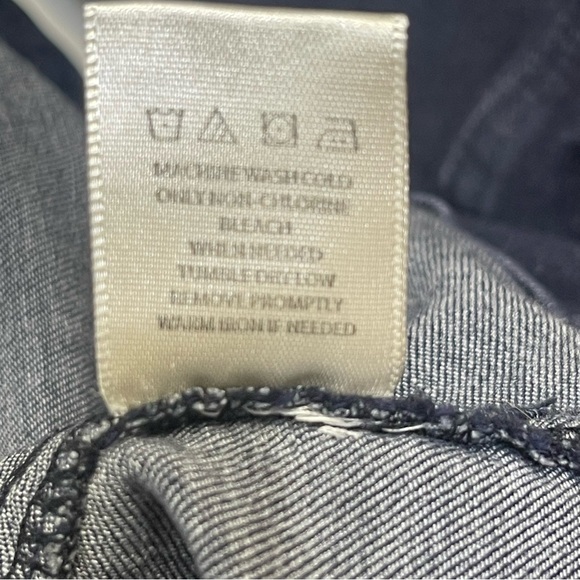 MACHINE WASH COLD
ONLY NON-CHLORINE
BLEACH
WHEN NEEDED
TUMBLE DRY LOW
REMOVE PROMPTLY
WARM IRON IF NEEDED